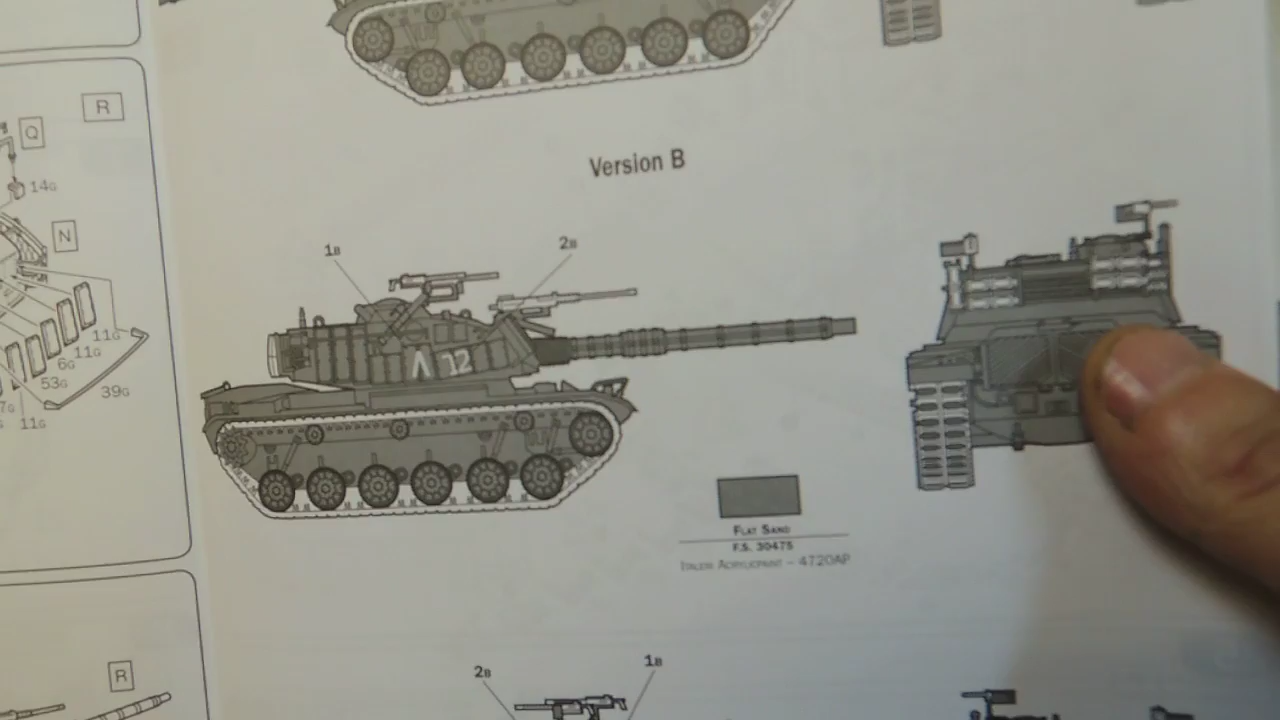 R
Q
14G
N
11G
11G
6G
53G
39G
11G
Version B
1B
2B
Λ 12
FLAT SAND
F.S. 30475
ITALERI ACRYLICPAINT – 4720AP
R
2B
1B